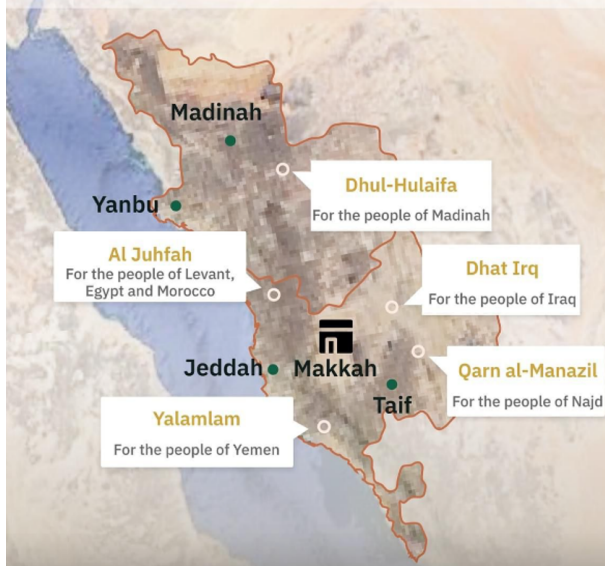 Madinah
Dhul-Hulaifa
For the people of Madinah
Yanbu
Al Juhfah
For the people of Levant,
Egypt and Morocco
Dhat Irq
For the people of Iraq
Jeddah
Makkah
Qarn al-Manazil
For the people of Najd
Taif
Yalamlam
For the people of Yemen